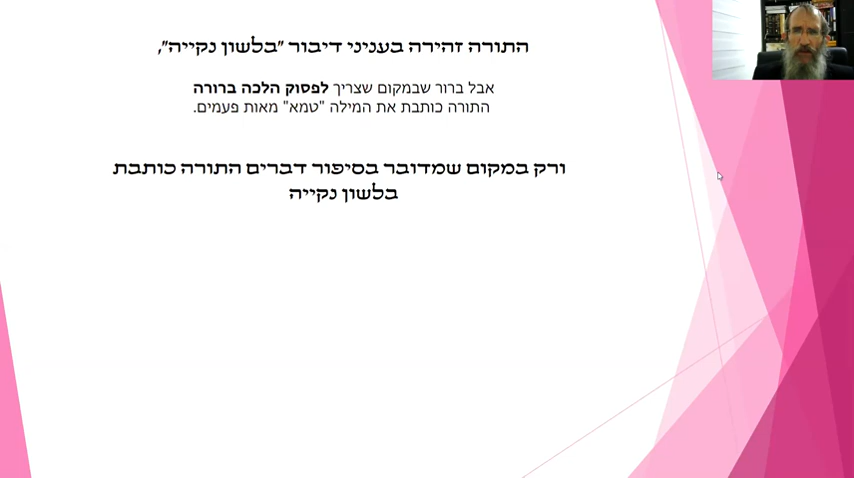 התורה זהירה בעניני דיבור "בלשון נקייה",
אבל ברור שבמקום שצריך לפסוק הלכה ברורה
התורה כותבת את המילה "טמא" מאות פעמים.
ורק במקום שמדובר בסיפור דברים התורה כותבת
בלשון נקייה